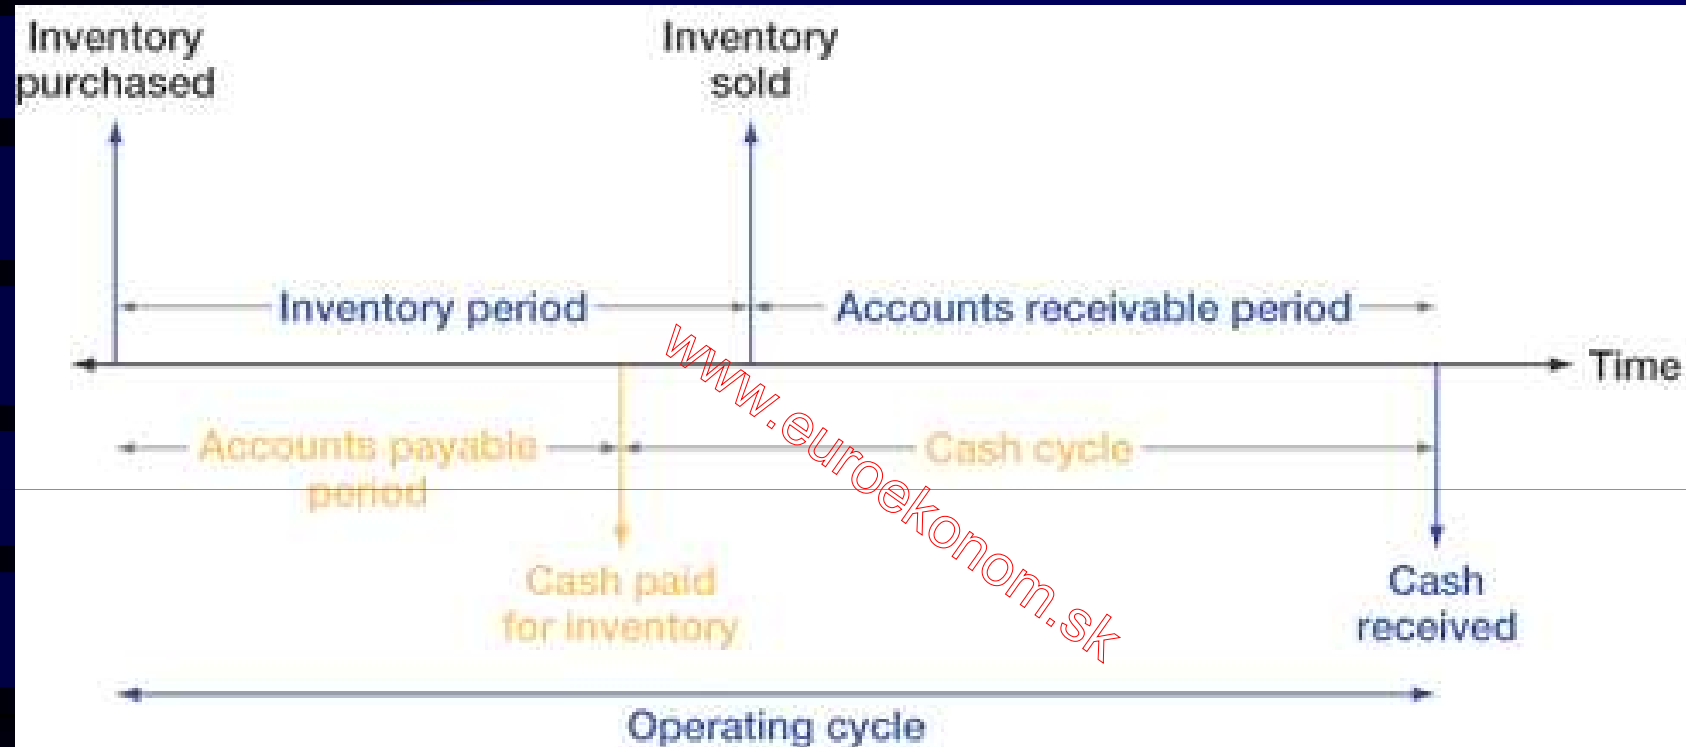 Inventory
purchased
Inventory
sold
Inventory period
Accounts receivable period
Time
Accounts payable
period
Cash cycle
Cash paid
for inventory
Cash
received
Operating cycle
www.euroekonom.sk